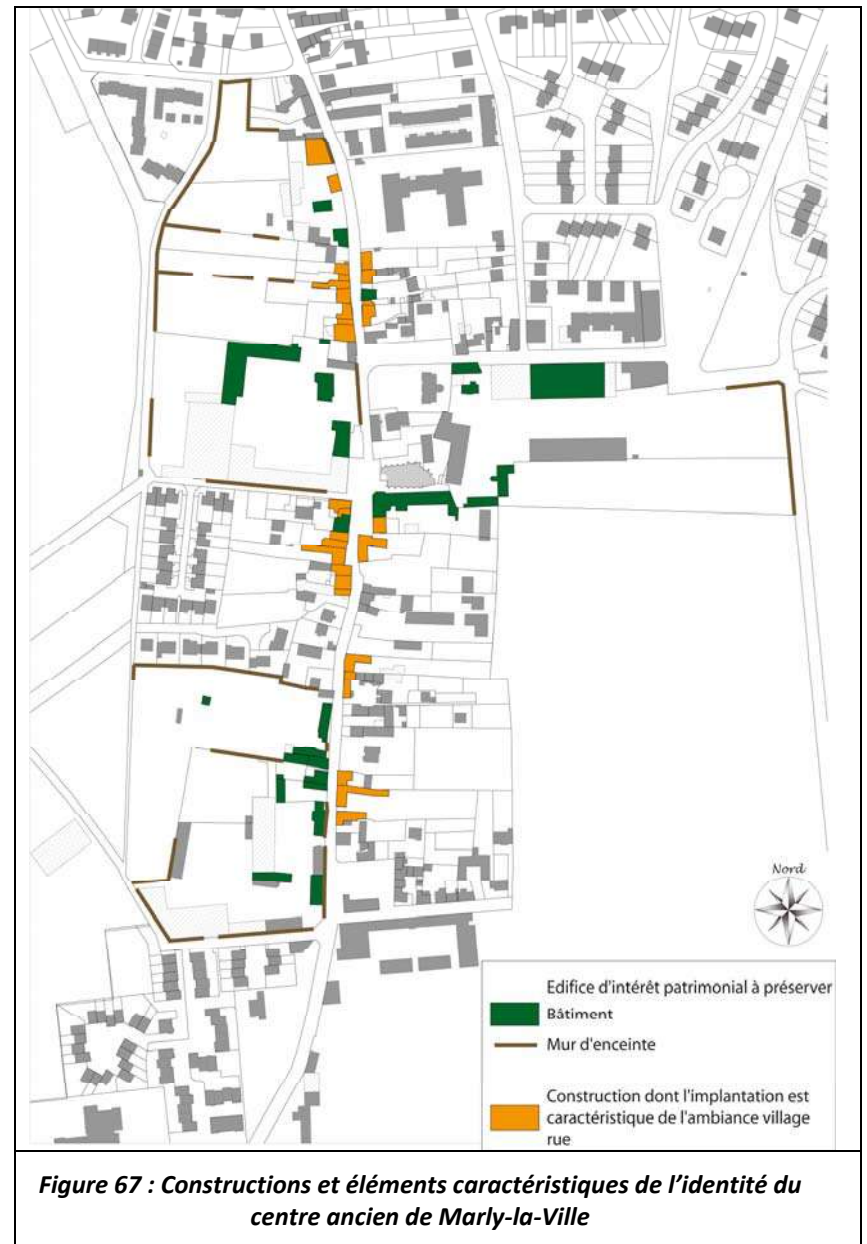 Nord
Edifice d'intérêt patrimonial à préserver
Bâtiment
Mur d'enceinte
Construction dont l'implantation est
caractéristique de l'ambiance village
rue
Figure 67 : Constructions et éléments caractéristiques de l'identité du
centre ancien de Marly-la-Ville